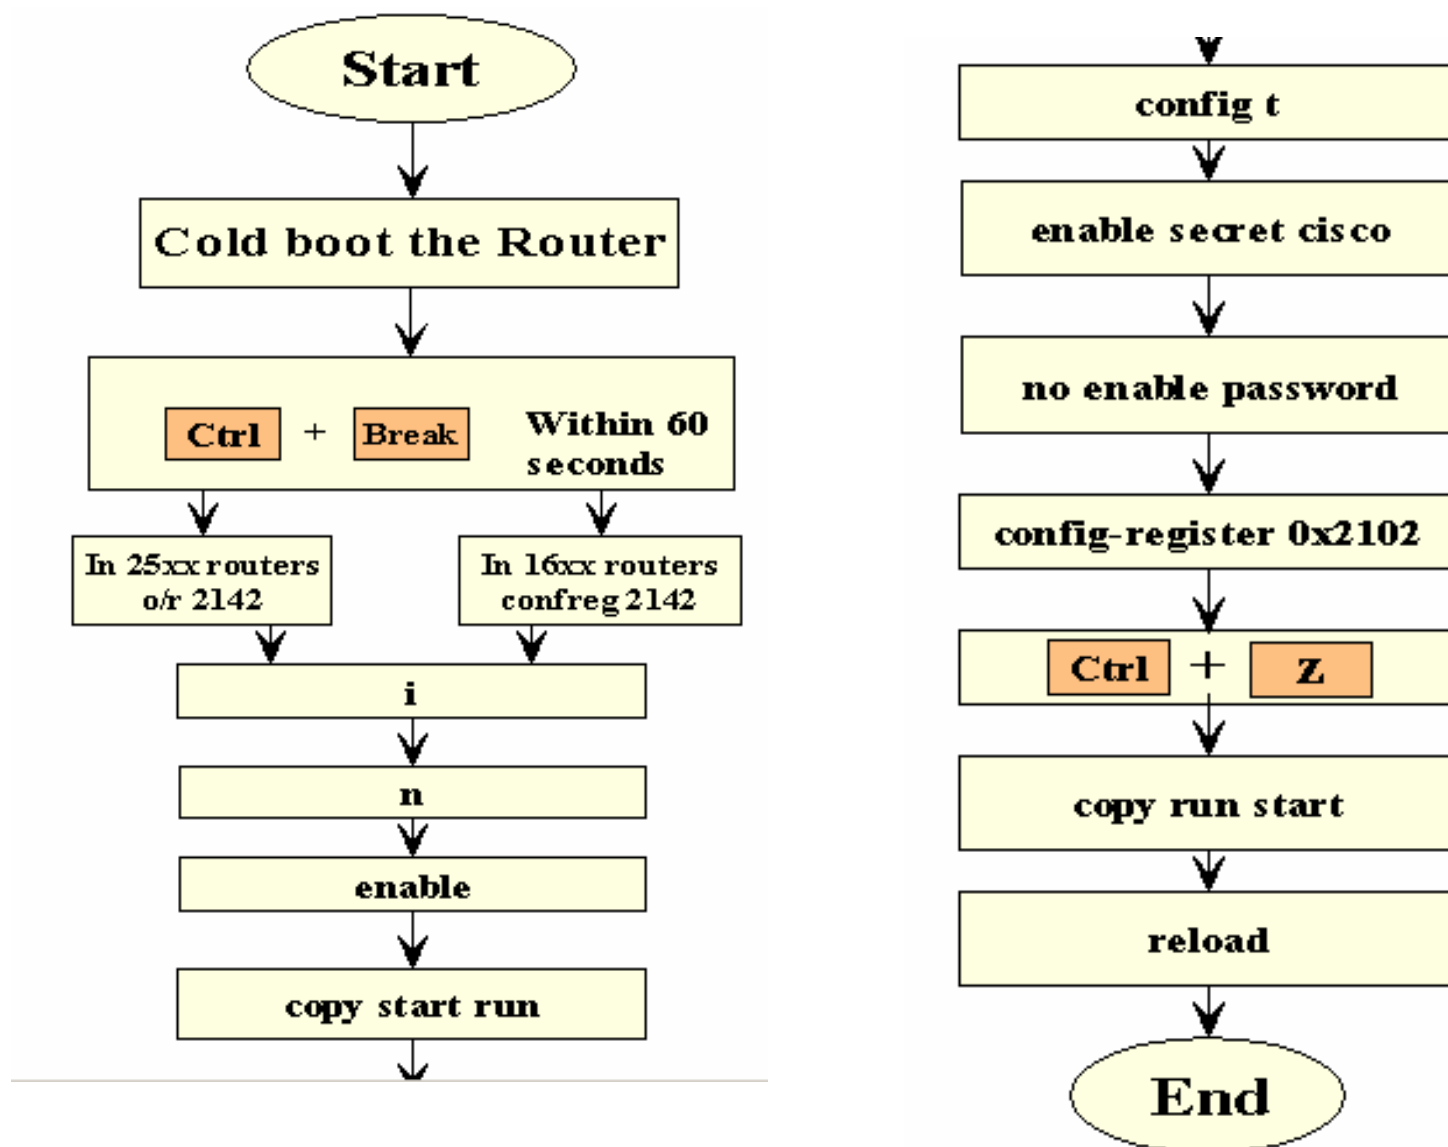 Start
Cold boot the Router
Ctrl + Break Within 60
seconds
In 25xx routers
o/r 2142
In 16xx routers
confreg 2142
i
n
enable
copy start run
config t
enable secret cisco
no enable password
config-register 0x2102
Ctrl + Z
copy run start
reload
End